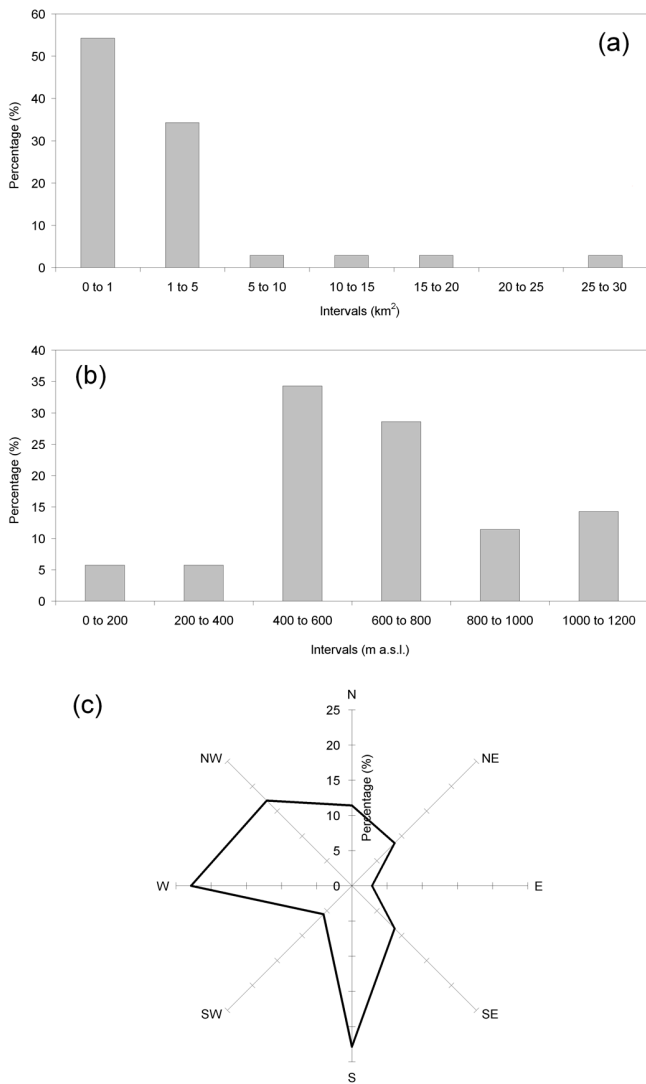 (a)
Percentage (%)
60
50
40
30
20
10
0
0 to 1 1 to 5 5 to 10 10 to 15 15 to 20 20 to 25 25 to 30
Intervals (km²)
(b)
Percentage (%)
40
35
30
25
20
15
10
5
0
0 to 200 200 to 400 400 to 600 600 to 800 800 to 1000 1000 to 1200
Intervals (m a.s.l.)
(c)
N
NW
NE
25
20
15
10
5
0
Percentage (%)
W
E
SW
SE
S